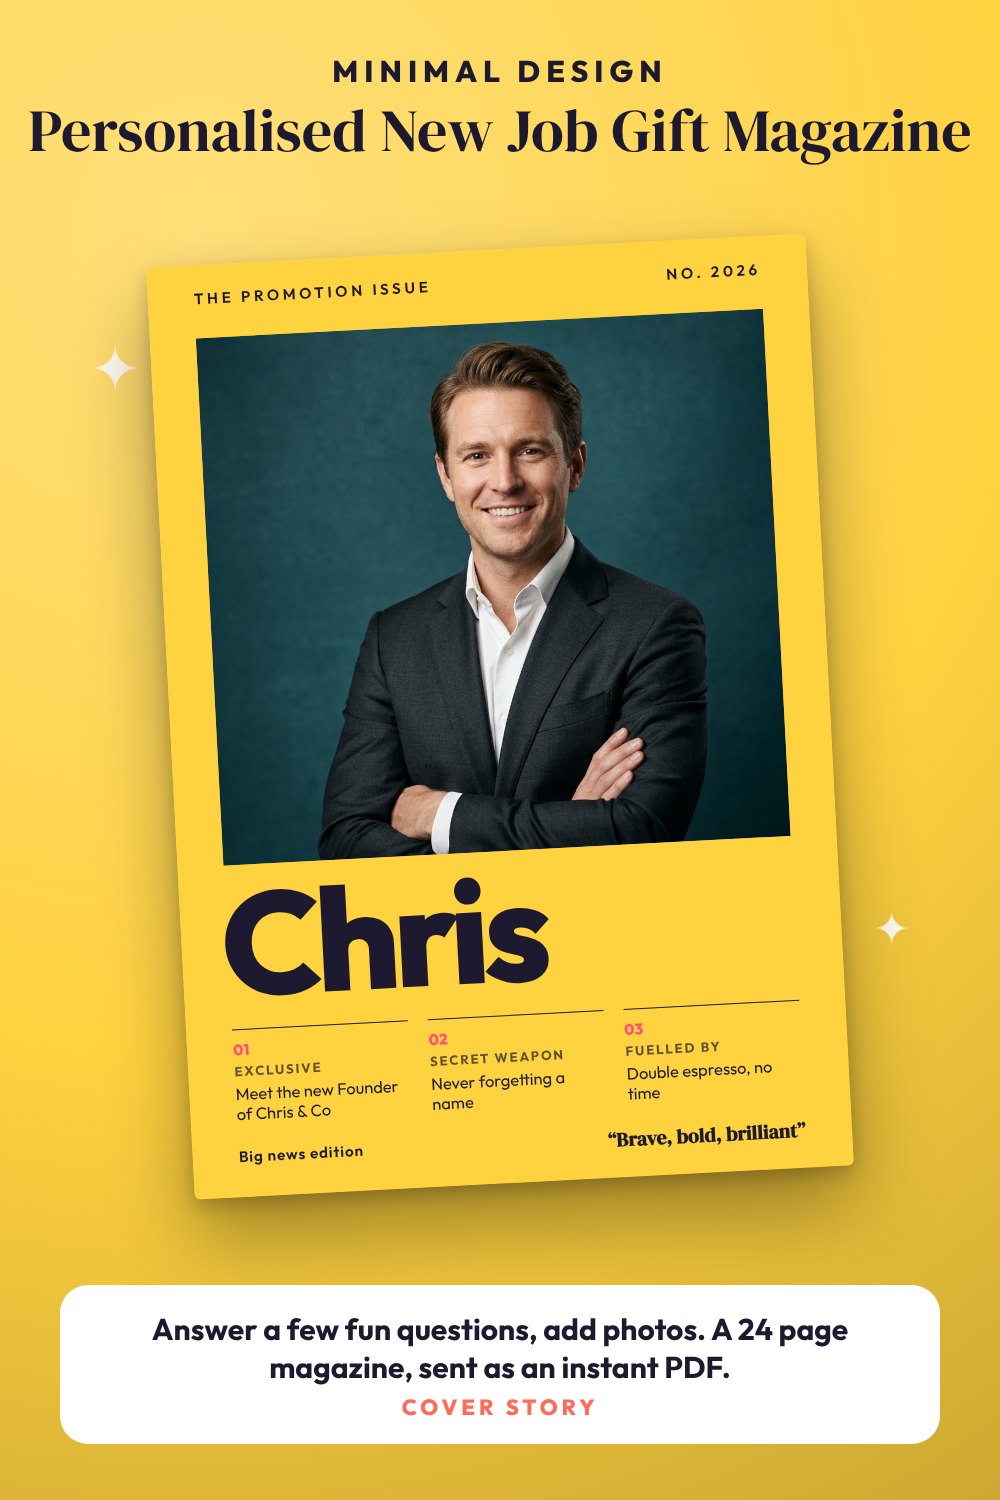 MINIMAL DESIGN
Personalised New Job Gift Magazine
THE PROMOTION ISSUE
NO. 2026
Chris
01
EXCLUSIVE
Meet the new Founder
of Chris & Co
02
SECRET WEAPON
Never forgetting a
name
03
FUELLED BY
Double espresso, no
time
Big news edition
“Brave, bold, brilliant”
Answer a few fun questions, add photos. A 24 page
magazine, sent as an instant PDF.
COVER STORY